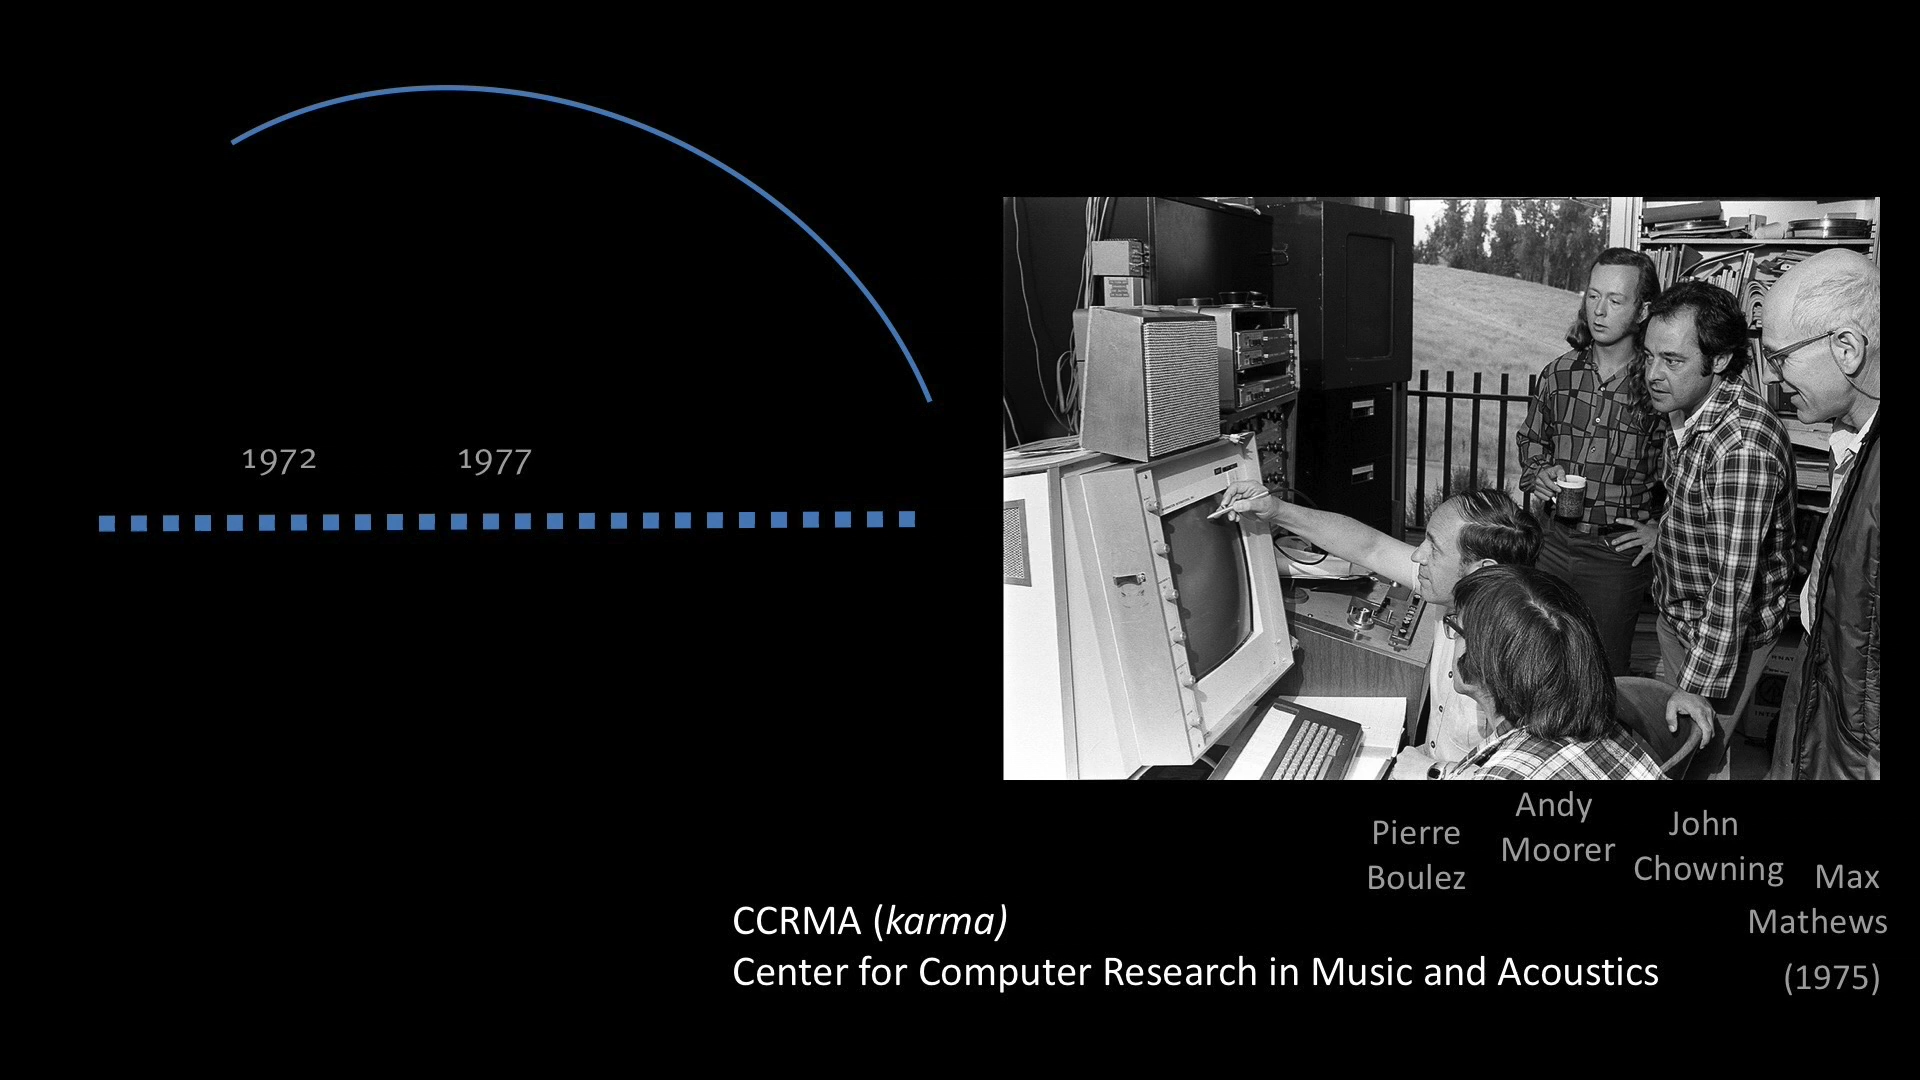 1972
1977
Pierre
Boulez
Andy
Moorer
John
Chowning
Max
Mathews
(1975)
CCRMA (karma)
Center for Computer Research in Music and Acoustics